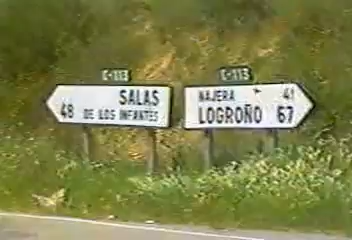 C-113
SALAS
48 DE LOS INFANTES
C-113
NAJERA 41
LOGROÑO 67